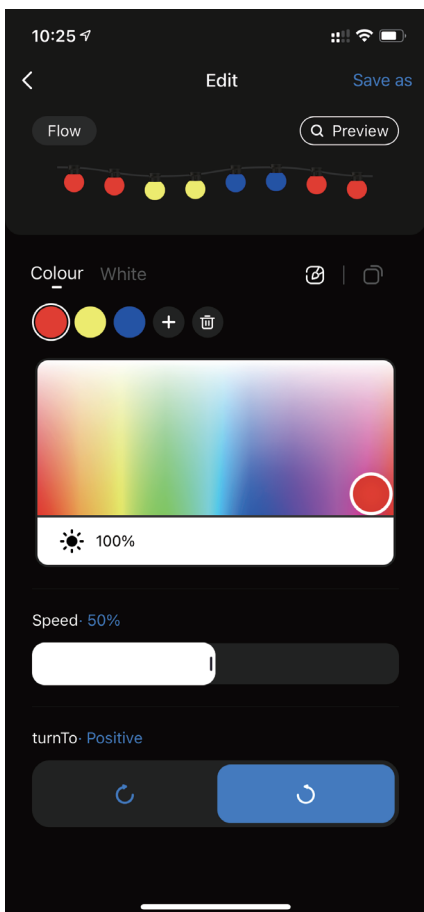 10:25
Edit
Save as
Flow
Preview
Colour White
100%
Speed· 50%
turnTo· Positive